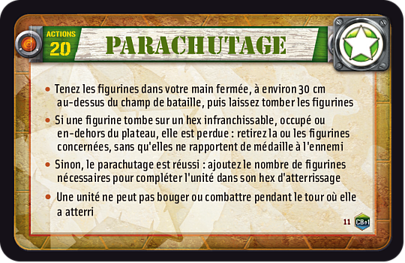 ACTIONS
20
PARACHUTAGE
• Tenez les figurines dans votre main fermée, à environ 30 cm
au-dessus du champ de bataille, puis laissez tomber les figurines
• Si une figurine tombe sur un hex infranchissable, occupé ou
en-dehors du plateau, elle est perdue : retirez la ou les figurines
concernées, sans qu'elles ne rapportent de médaille à l'ennemi
• Sinon, le parachutage est réussi : ajoutez le nombre de figurines
nécessaires pour compléter l'unité dans son hex d'atterrissage
• Une unité ne peut pas bouger ou combattre pendant le tour où elle
a atterri
11